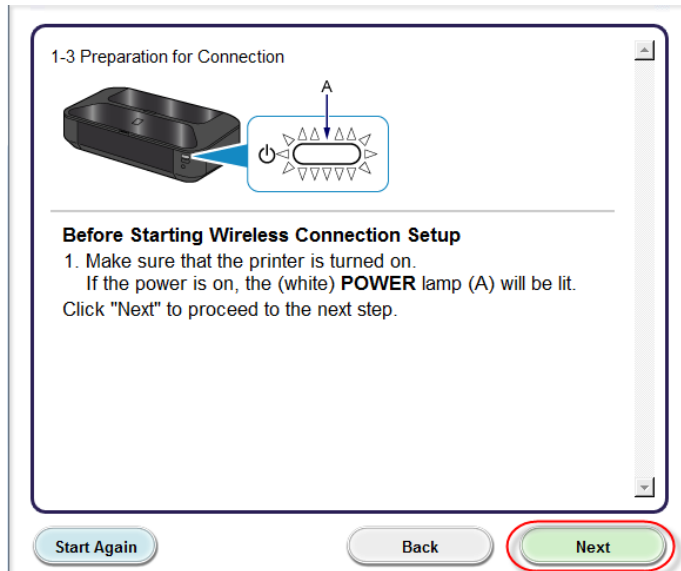 1-3 Preparation for Connection
A
Before Starting Wireless Connection Setup
1. Make sure that the printer is turned on.
If the power is on, the (white) POWER lamp (A) will be lit.
Click "Next" to proceed to the next step.
Start Again
Back
Next